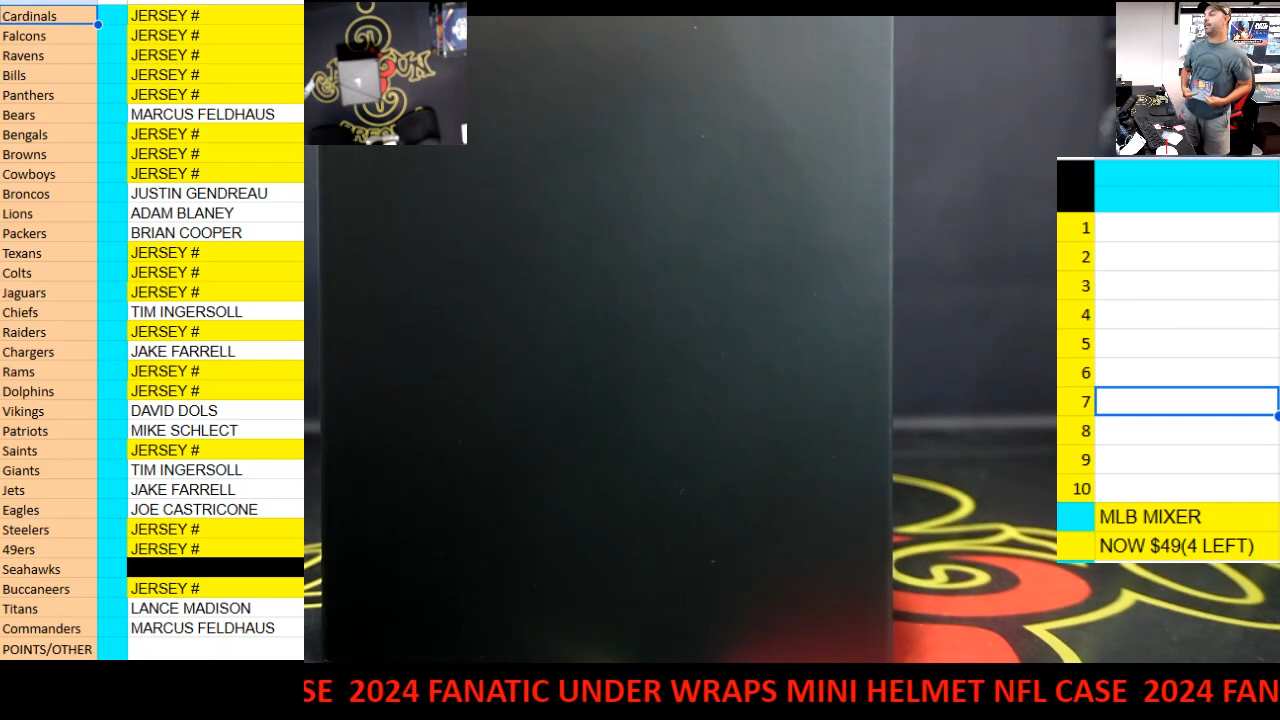 Cardinals JERSEY #
Falcons JERSEY #
Ravens JERSEY #
Bills JERSEY #
Panthers JERSEY #
Bears MARCUS FELDHAUS
Bengals JERSEY #
Browns JERSEY #
Cowboys JERSEY #
Broncos JUSTIN GENDREAU
Lions ADAM BLANEY
Packers BRIAN COOPER
Texans JERSEY #
Colts JERSEY #
Jaguars JERSEY #
Chiefs TIM INGERSOLL
Raiders JERSEY #
Chargers JAKE FARRELL
Rams JERSEY #
Dolphins JERSEY #
Vikings DAVID DOLS
Patriots MIKE SCHLECT
Saints JERSEY #
Giants TIM INGERSOLL
Jets JAKE FARRELL
Eagles JOE CASTRICONE
Steelers JERSEY #
49ers JERSEY #
Seahawks
Buccaneers JERSEY #
Titans LANCE MADISON
Commanders MARCUS FELDHAUS
POINTS/OTHER
1
2
3
4
5
6
7
8
9
10
MLB MIXER
NOW $49(4 LEFT)
SE 2024 FANATIC UNDER WRAPS MINI HELMET NFL CASE 2024 FAN